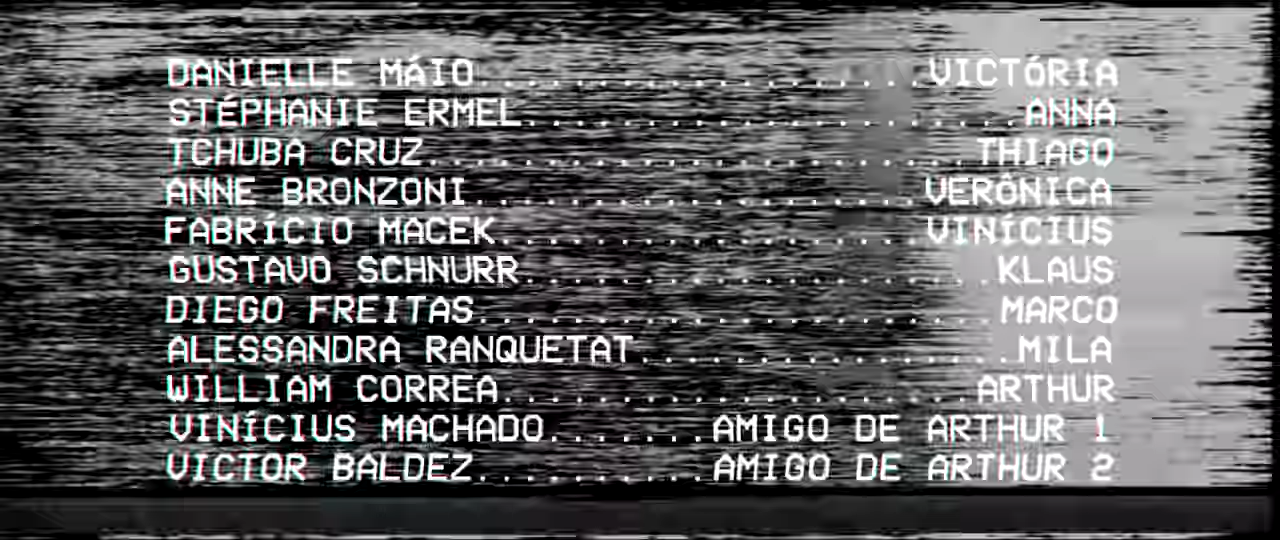 DANIELLE MÁIO...................VICTÓRIA
STÉPHANIE ERMEL.....................ANNA
TCHUBA CRUZ.......................THIAGO
ANNE BRONZONI...................VERÔNICA
FABRÍCIO MACEK..................VINÍCIUS
GUSTAVO SCHNURR....................KLAUS
DIEGO FREITAS......................MARCO
ALESSANDRA RANQUETAT................MILA
WILLIAM CORREA....................ARTHUR
VINÍCIUS MACHADO.......AMIGO DE ARTHUR 1
VICTOR BALDEZ..........AMIGO DE ARTHUR 2